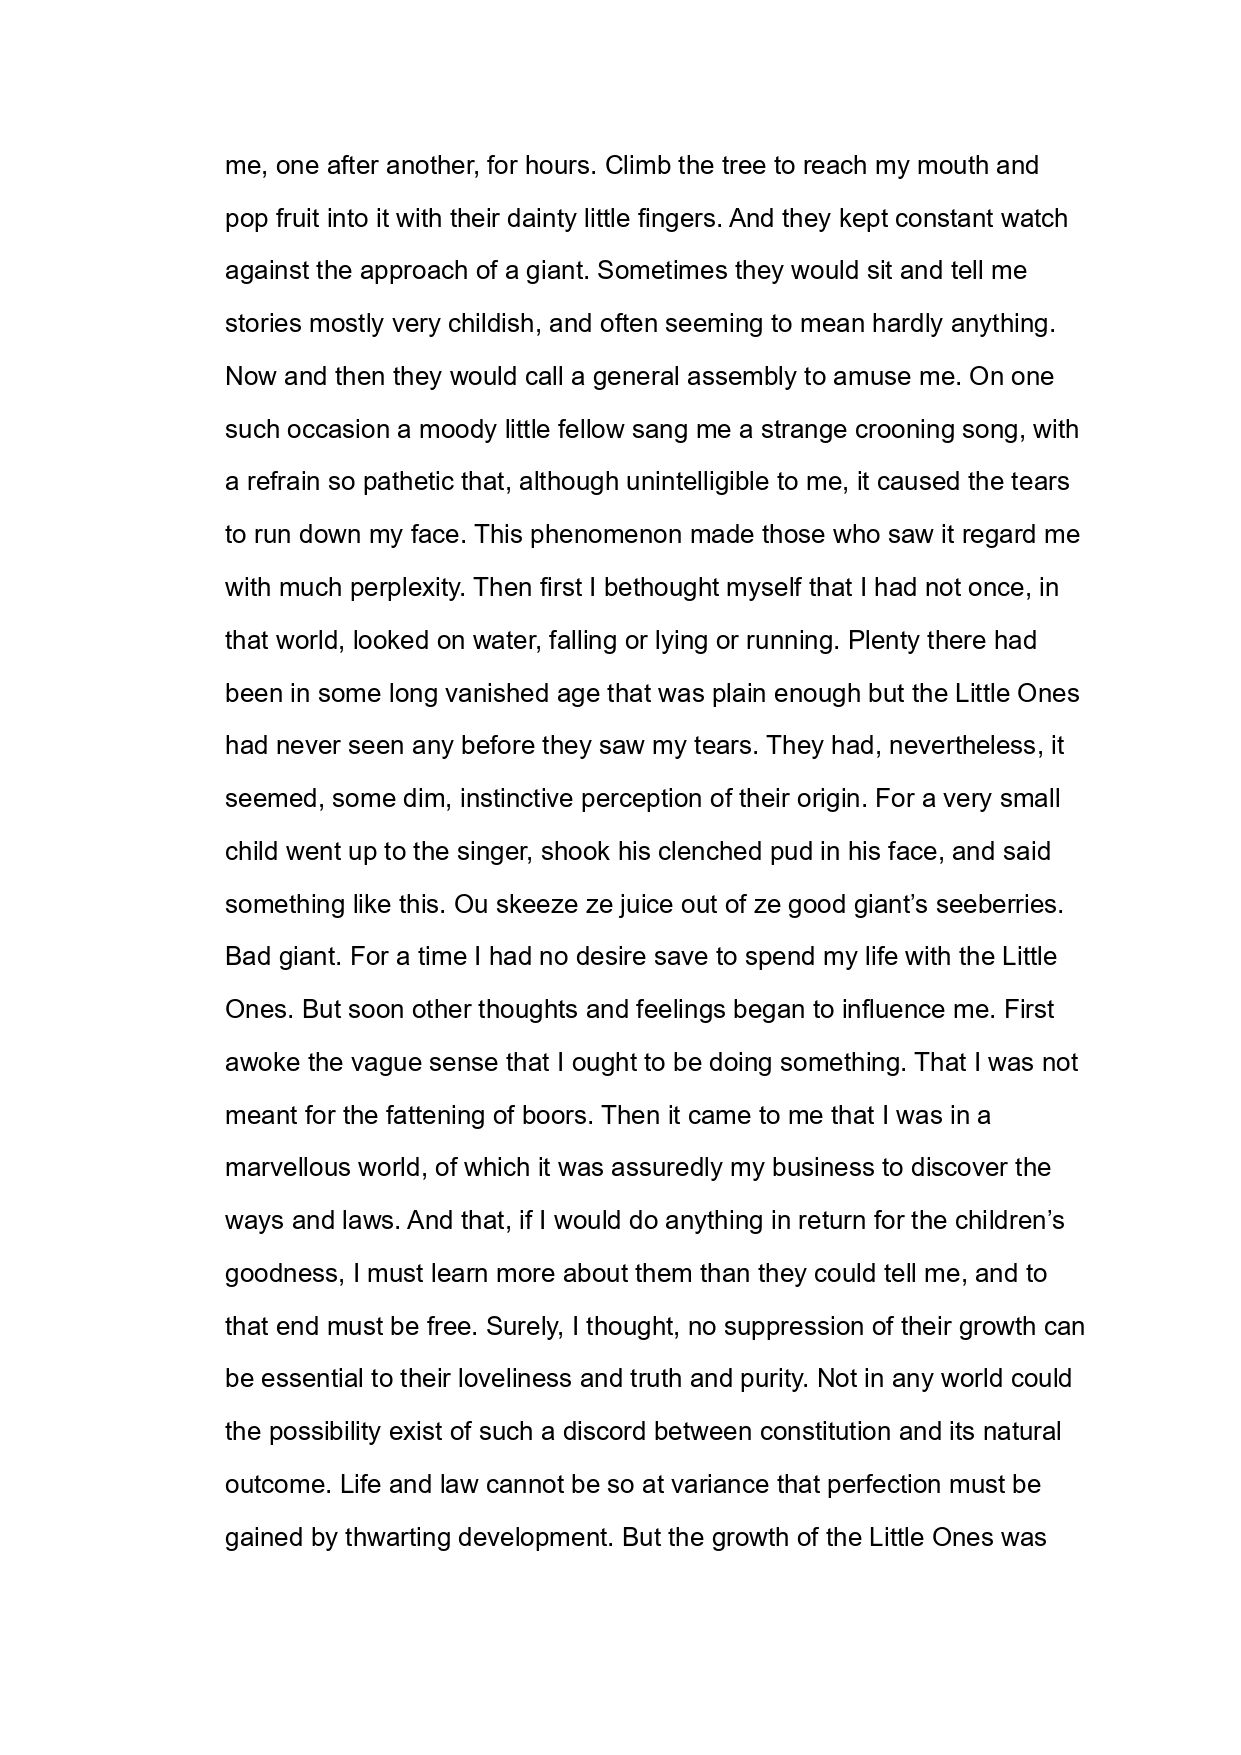 me, one after another, for hours. Climb the tree to reach my mouth and
pop fruit into it with their dainty little fingers. And they kept constant watch
against the approach of a giant. Sometimes they would sit and tell me
stories mostly very childish, and often seeming to mean hardly anything.
Now and then they would call a general assembly to amuse me. On one
such occasion a moody little fellow sang me a strange crooning song, with
a refrain so pathetic that, although unintelligible to me, it caused the tears
to run down my face. This phenomenon made those who saw it regard me
with much perplexity. Then first I bethought myself that I had not once, in
that world, looked on water, falling or lying or running. Plenty there had
been in some long vanished age that was plain enough but the Little Ones
had never seen any before they saw my tears. They had, nevertheless, it
seemed, some dim, instinctive perception of their origin. For a very small
child went up to the singer, shook his clenched pud in his face, and said
something like this. Ou skeeze ze juice out of ze good giant’s seeberries.
Bad giant. For a time I had no desire save to spend my life with the Little
Ones. But soon other thoughts and feelings began to influence me. First
awoke the vague sense that I ought to be doing something. That I was not
meant for the fattening of boors. Then it came to me that I was in a
marvellous world, of which it was assuredly my business to discover the
ways and laws. And that, if I would do anything in return for the children’s
goodness, I must learn more about them than they could tell me, and to
that end must be free. Surely, I thought, no suppression of their growth can
be essential to their loveliness and truth and purity. Not in any world could
the possibility exist of such a discord between constitution and its natural
outcome. Life and law cannot be so at variance that perfection must be
gained by thwarting development. But the growth of the Little Ones was